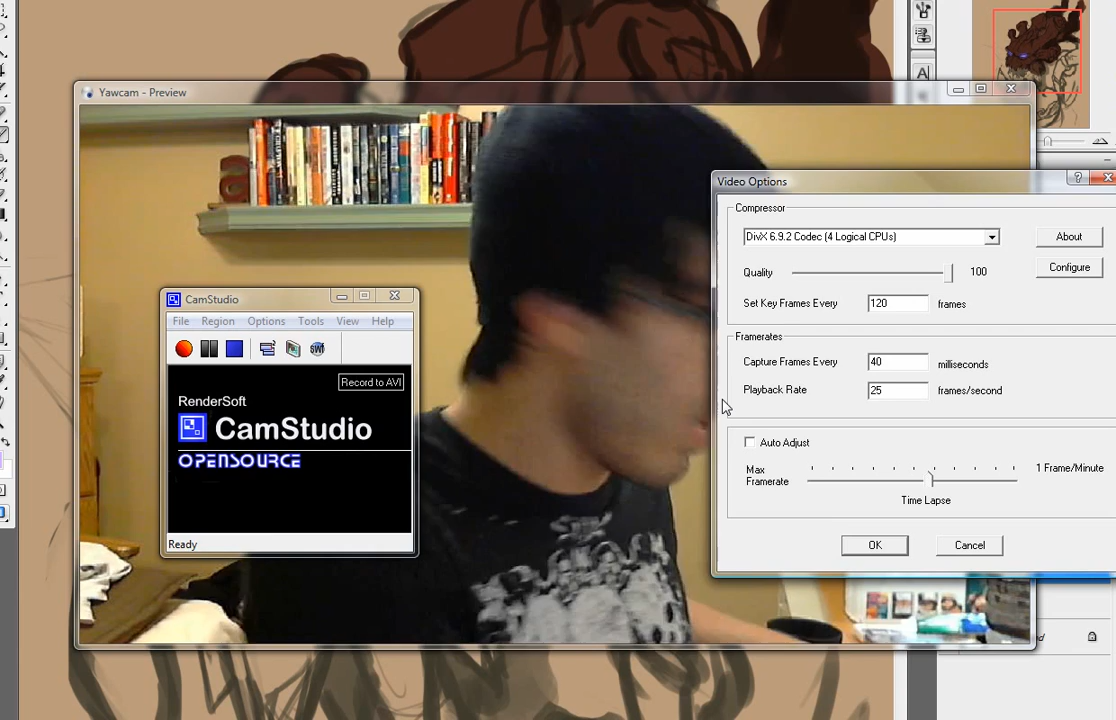 Yawcam - Preview
CamStudio
File Region Options Tools View Help
Record to AVI
RenderSoft
CamStudio
OPENSOURCE
Ready
Video Options
Compressor
DivX 6.9.2 Codec (4 Logical CPUs)
About
Quality 100
Configure
Set Key Frames Every 120 frames
Framerates
Capture Frames Every 40 milliseconds
Playback Rate 25 frames/second
Auto Adjust
Max Framerate
1 Frame/Minute
Time Lapse
OK Cancel